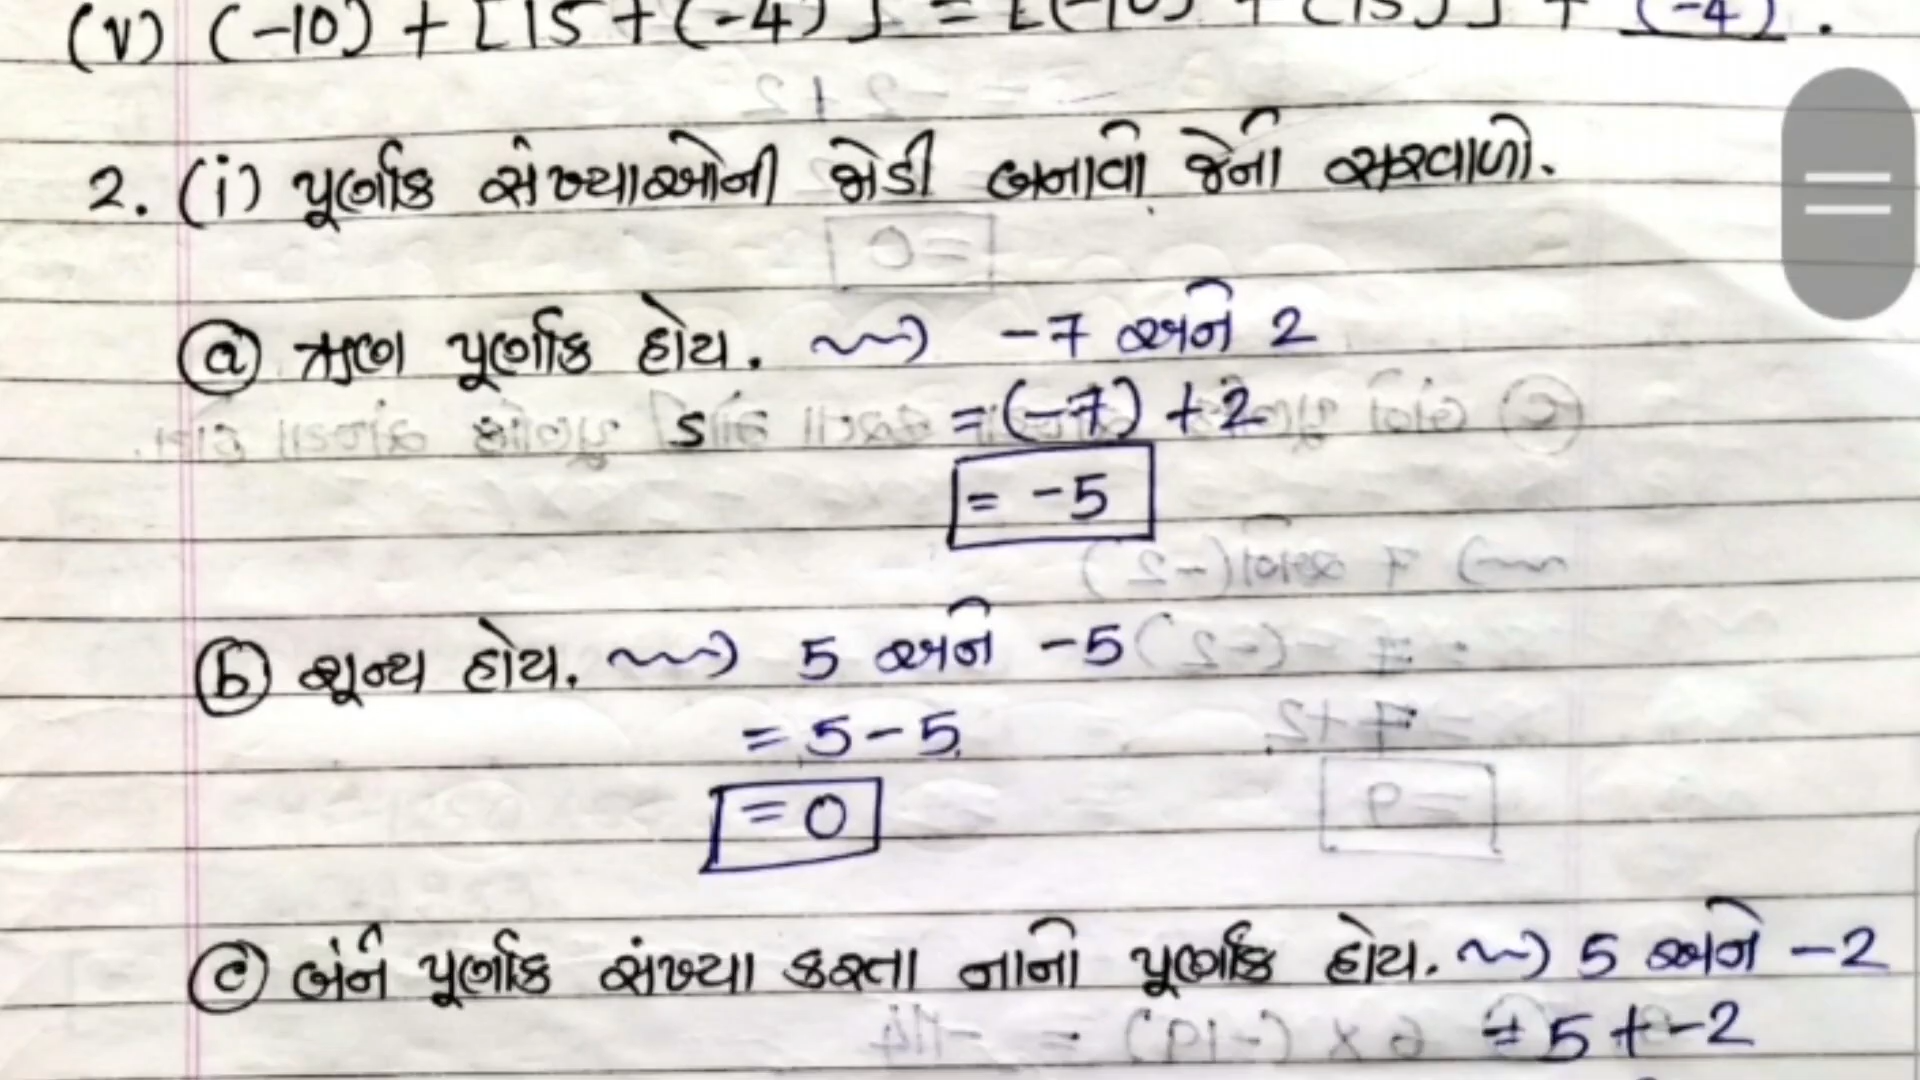 (v) (-10) + [15 + (-4)] = [(-10) + (15)] + (-4).
2. (i) પૂર્ણાંક સંખ્યાઓની જોડી બનાવો જેનો સરવાળો.
ⓐ ઋણ પૂર્ણાંક હોય. ⟿ -7 અને 2
= (-7) + 2
= -5
ⓑ શૂન્ય હોય. ⟿ 5 અને -5
= 5 - 5
= 0
ⓒ બંને પૂર્ણાંક સંખ્યા કરતા નાનો પૂર્ણાંક હોય. ⟿ 5 અને -2
= 5 + -2